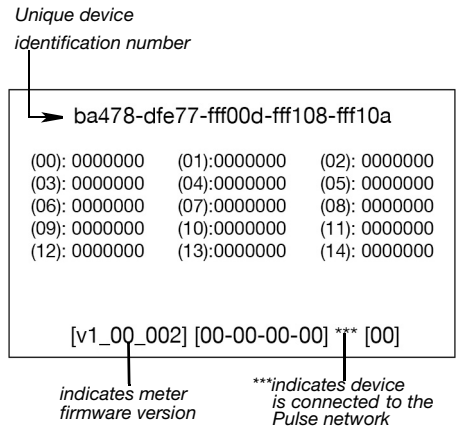 Unique device
identification number
ba478-dfe77-fff00d-fff108-fff10a
(00): 0000000 (01):0000000 (02): 0000000
(03): 0000000 (04):0000000 (05): 0000000
(06): 0000000 (07):0000000 (08): 0000000
(09): 0000000 (10):0000000 (11): 0000000
(12): 0000000 (13):0000000 (14): 0000000
[v1_00_002] [00-00-00-00] *** [00]
indicates meter
firmware version
***indicates device
is connected to the
Pulse network